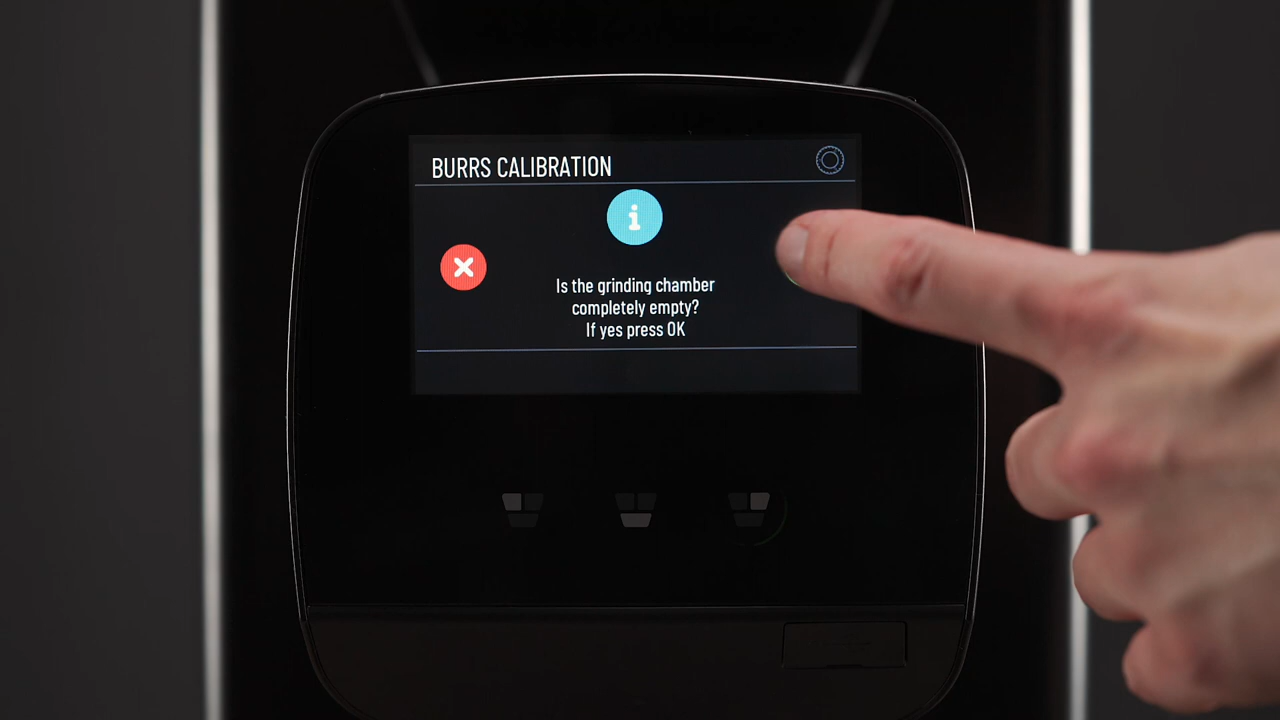 BURRS CALIBRATION
Is the grinding chamber
completely empty?
If yes press OK